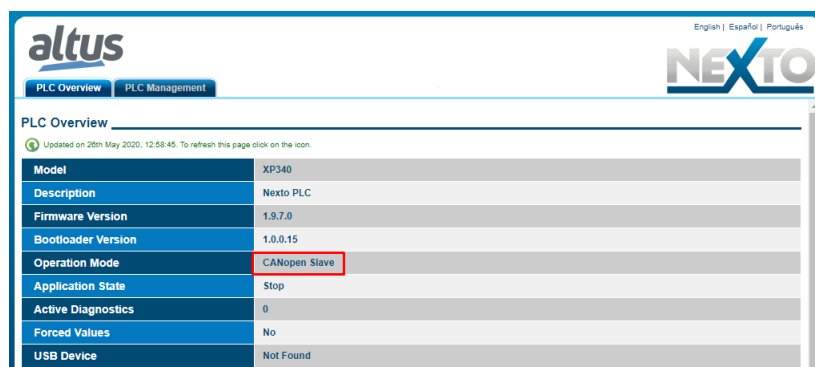 English | Español | Português
altus
NEXTO
PLC Overview PLC Management
PLC Overview
Updated on 26th May 2020, 12:58:45. To refresh this page click on the icon.
Model XP340
Description Nexto PLC
Firmware Version 1.9.7.0
Bootloader Version 1.0.0.15
Operation Mode CANopen Slave
Application State Stop
Active Diagnostics 0
Forced Values No
USB Device Not Found